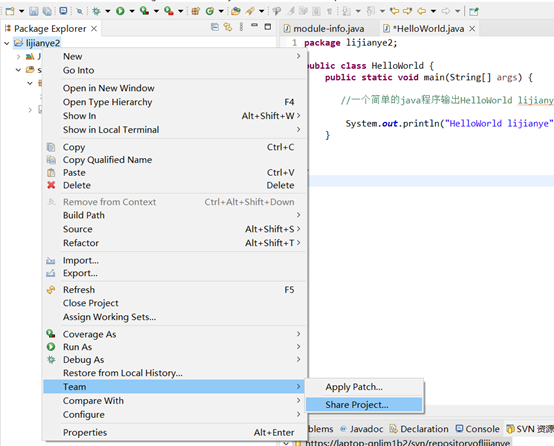 Package Explorer
module-info.java
*HelloWorld.java
lijianye2
1 package lijianye2;
public class HelloWorld {
public static void main(String[] args) {
//一个简单的java程序输出HelloWorld lijiany
System.out.println("HelloWorld lijianye"
}
New
Go Into
Open in New Window
Open Type Hierarchy F4
Show In Alt+Shift+W
Show in Local Terminal
Copy Ctrl+C
Copy Qualified Name
Paste Ctrl+V
Delete Delete
Remove from Context Ctrl+Alt+Shift+Down
Build Path
Source Alt+Shift+S
Refactor Alt+Shift+T
Import...
Export...
Refresh F5
Close Project
Assign Working Sets...
Coverage As
Run As
Debug As
Restore from Local History...
Team
Apply Patch...
Compare With
Share Project...
Configure
Properties Alt+Enter
blems
Javadoc
Declaration
Console
SVN 资源